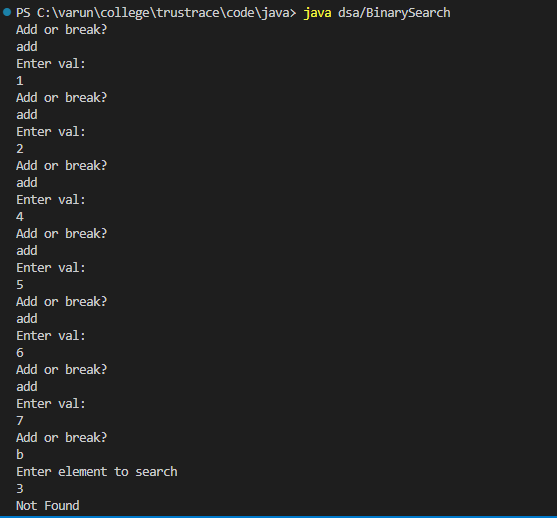 PS C:\varun\college\trustrace\code\java> java dsa/BinarySearch
Add or break?
add
Enter val:
1
Add or break?
add
Enter val:
2
Add or break?
add
Enter val:
4
Add or break?
add
Enter val:
5
Add or break?
add
Enter val:
6
Add or break?
add
Enter val:
7
Add or break?
b
Enter element to search
3
Not Found